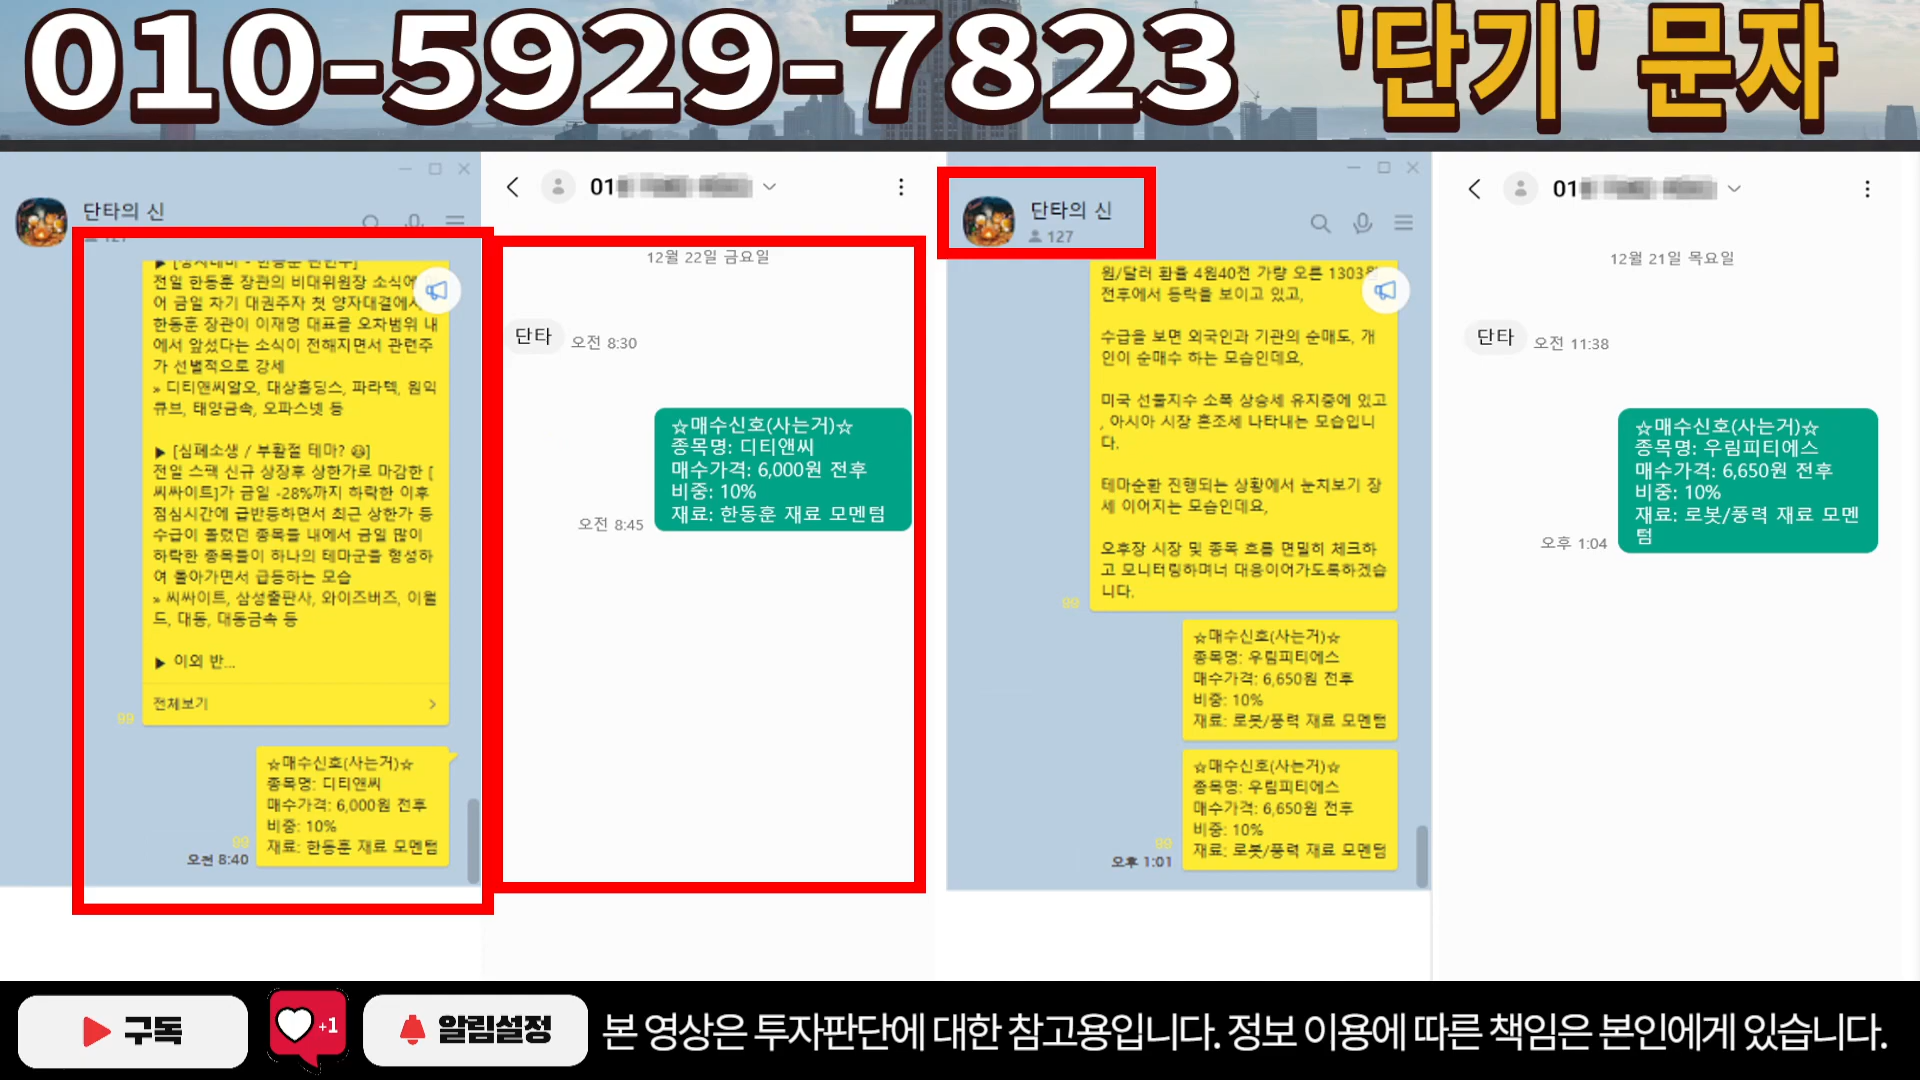 010-5929-7823 '단기' 문자
단타의 신
127
전일 한동훈 장관의 비대위원장 소식에
어 금일 차기 대권주자 첫 양자대결에서
한동훈 장관이 이재명 대표를 오차범위 내
에서 앞섰다는 소식이 전해지면서 관련주
가 선별적으로 강세
» 디티앤씨알오, 대상홀딩스, 파라텍, 원익
큐브, 태양금속, 오파스넷 등
▶ [심폐소생 / 부활절 테마? 😂]
전일 스팩 신규 상장후 상한가로 마감한 [
씨싸이트]가 금일 -28%까지 하락한 이후
점심시간에 급반등하면서 최근 상한가 등
수급이 몰렸던 종목들 내에서 금일 많이
하락한 종목들이 하나의 테마군을 형성하
여 돌아가면서 급등하는 모습
» 씨싸이트, 삼성출판사, 와이즈버즈, 이월
드, 대동, 대동금속 등
▶ 이외 반...
전체보기
99
☆매수신호(사는거)☆
종목명: 디티앤씨
매수가격: 6,000원 전후
비중: 10%
재료: 한동훈 재료 모멘텀
99
오전 8:40
01
12월 22일 금요일
단타 오전 8:30
☆매수신호(사는거)☆
종목명: 디티앤씨
매수가격: 6,000원 전후
비중: 10%
재료: 한동훈 재료 모멘텀
오전 8:45
단타의 신
127
원/달러 환율 4원40전 가량 오른 1303원
전후에서 등락을 보이고 있고,
수급을 보면 외국인과 기관의 순매도, 개
인이 순매수 하는 모습인데요,
미국 선물지수 소폭 상승세 유지중에 있고
, 아시아 시장 혼조세 나타내는 모습입니
다.
테마순환 진행되는 상황에서 눈치보기 장
세 이어지는 모습인데요,
오후장 시장 및 종목 흐름 면밀히 체크하
고 모니터링하며너 대응이어가도록하겠습
니다.
99
☆매수신호(사는거)☆
종목명: 우림피티에스
매수가격: 6,650원 전후
비중: 10%
재료: 로봇/풍력 재료 모멘텀
☆매수신호(사는거)☆
종목명: 우림피티에스
매수가격: 6,650원 전후
비중: 10%
재료: 로봇/풍력 재료 모멘텀
99
오후 1:01
01
12월 21일 목요일
단타 오전 11:38
☆매수신호(사는거)☆
종목명: 우림피티에스
매수가격: 6,650원 전후
비중: 10%
재료: 로봇/풍력 재료 모멘
텀
오후 1:04
구독 +1 알림설정 본 영상은 투자판단에 대한 참고용입니다. 정보 이용에 따른 책임은 본인에게 있습니다.